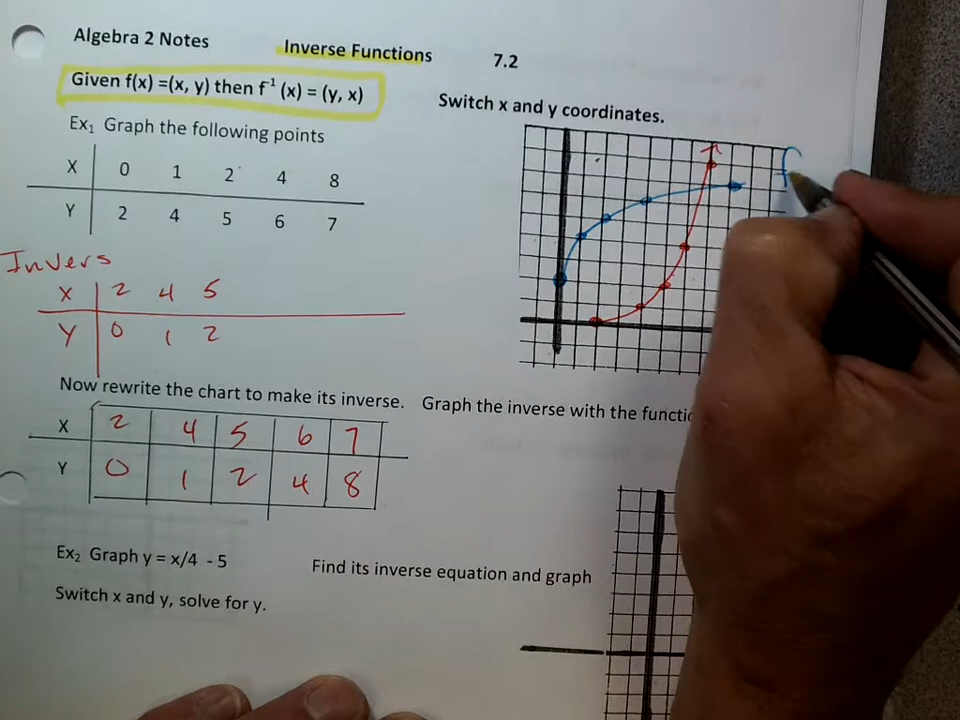 Algebra 2 Notes Inverse Functions 7.2
Given f(x) =(x, y) then f⁻¹ (x) = (y, x)
Switch x and y coordinates.
Ex₁ Graph the following points
X 0 1 2 4 8
Y 2 4 5 6 7
Invers
X 2 4 5
Y 0 1 2
Now rewrite the chart to make its inverse. Graph the inverse with the
X 2 4 5 6 7
Y 0 1 2 4 8
Ex₂ Graph y = x/4 - 5 Find its inverse equation and graph
Switch x and y, solve for y.